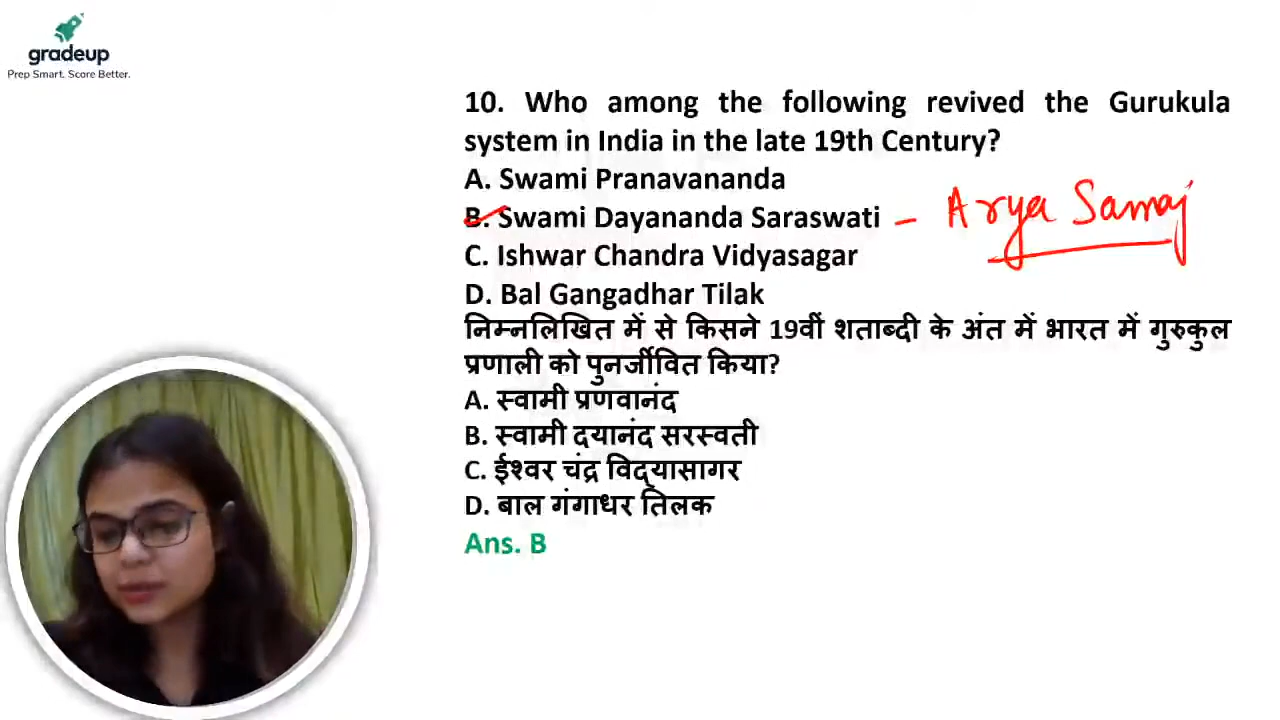 gradeup
Prep Smart. Score Better.
10. Who among the following revived the Gurukula
system in India in the late 19th Century?
A. Swami Pranavananda
B. Swami Dayananda Saraswati - Arya Samaj
C. Ishwar Chandra Vidyasagar
D. Bal Gangadhar Tilak
निम्नलिखित में से किसने 19वीं शताब्दी के अंत में भारत में गुरुकुल
प्रणाली को पुनर्जीवित किया?
A. स्वामी प्रणवानंद
B. स्वामी दयानंद सरस्वती
C. ईश्वर चंद्र विद्यासागर
D. बाल गंगाधर तिलक
Ans. B